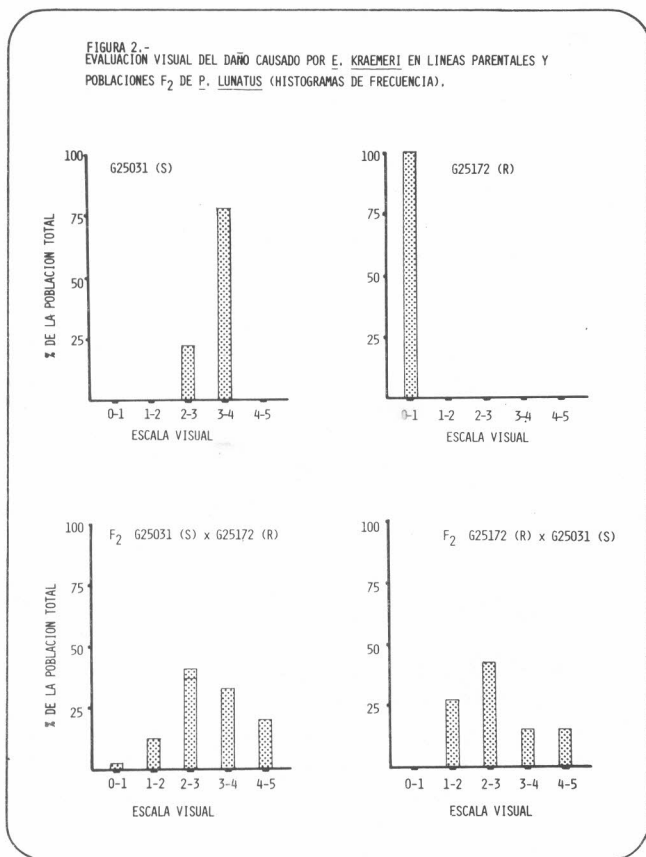 FIGURA 2.-
EVALUACION VISUAL DEL DAÑO CAUSADO POR E. KRAEMERI EN LINEAS PARENTALES Y
POBLACIONES F2 DE P. LUNATUS (HISTOGRAMAS DE FRECUENCIA).
G25031 (S)
% DE LA POBLACION TOTAL
100
75
50
25
0-1 1-2 2-3 3-4 4-5
ESCALA VISUAL
G25172 (R)
100
75
50
25
0-1 1-2 2-3 3-4 4-5
ESCALA VISUAL
F2 G25031 (S) x G25172 (R)
% DE LA POBLACION TOTAL
100
75
50
25
0-1 1-2 2-3 3-4 4-5
ESCALA VISUAL
F2 G25172 (R) x G25031 (S)
100
75
50
25
0-1 1-2 2-3 3-4 4-5
ESCALA VISUAL